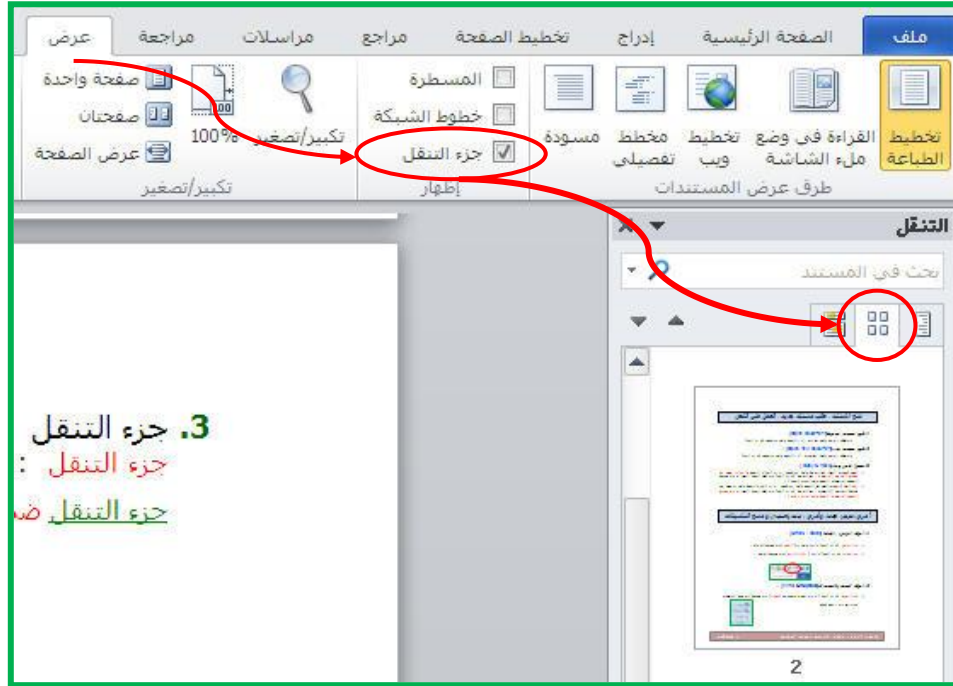 ملف الصفحة الرئيسية إدراج تخطيط الصفحة مراجع مراسلات مراجعة عرض
تخطيط الطباعة
القراءة في وضع ملء الشاشة
تخطيط ويب
مخطط تفصيلي
مسودة
طرق عرض المستندات
المسطرة
خطوط الشبكة
جزء التنقل
إظهار
تكبير/تصغير
100%
100
صفحة واحدة
صفحتان
عرض الصفحة
تكبير/تصغير
التنقل
بحث في المستند
2
3. جزء التنقل
جزء التنقل :
جزء التنقل